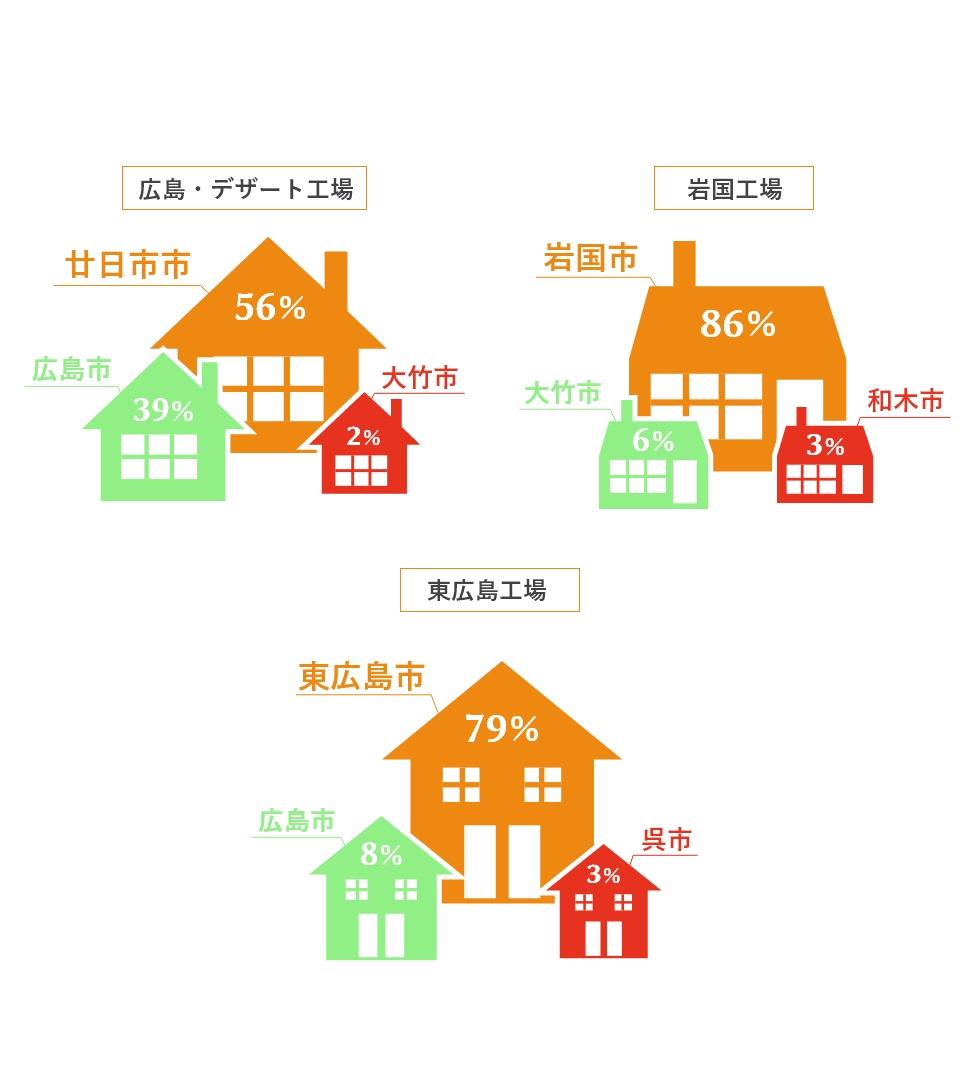 広島・デザート工場
廿日市市
56%
広島市
39%
大竹市
2%
岩国工場
岩国市
86%
大竹市
6%
和木市
3%
東広島工場
東広島市
79%
広島市
8%
呉市
3%